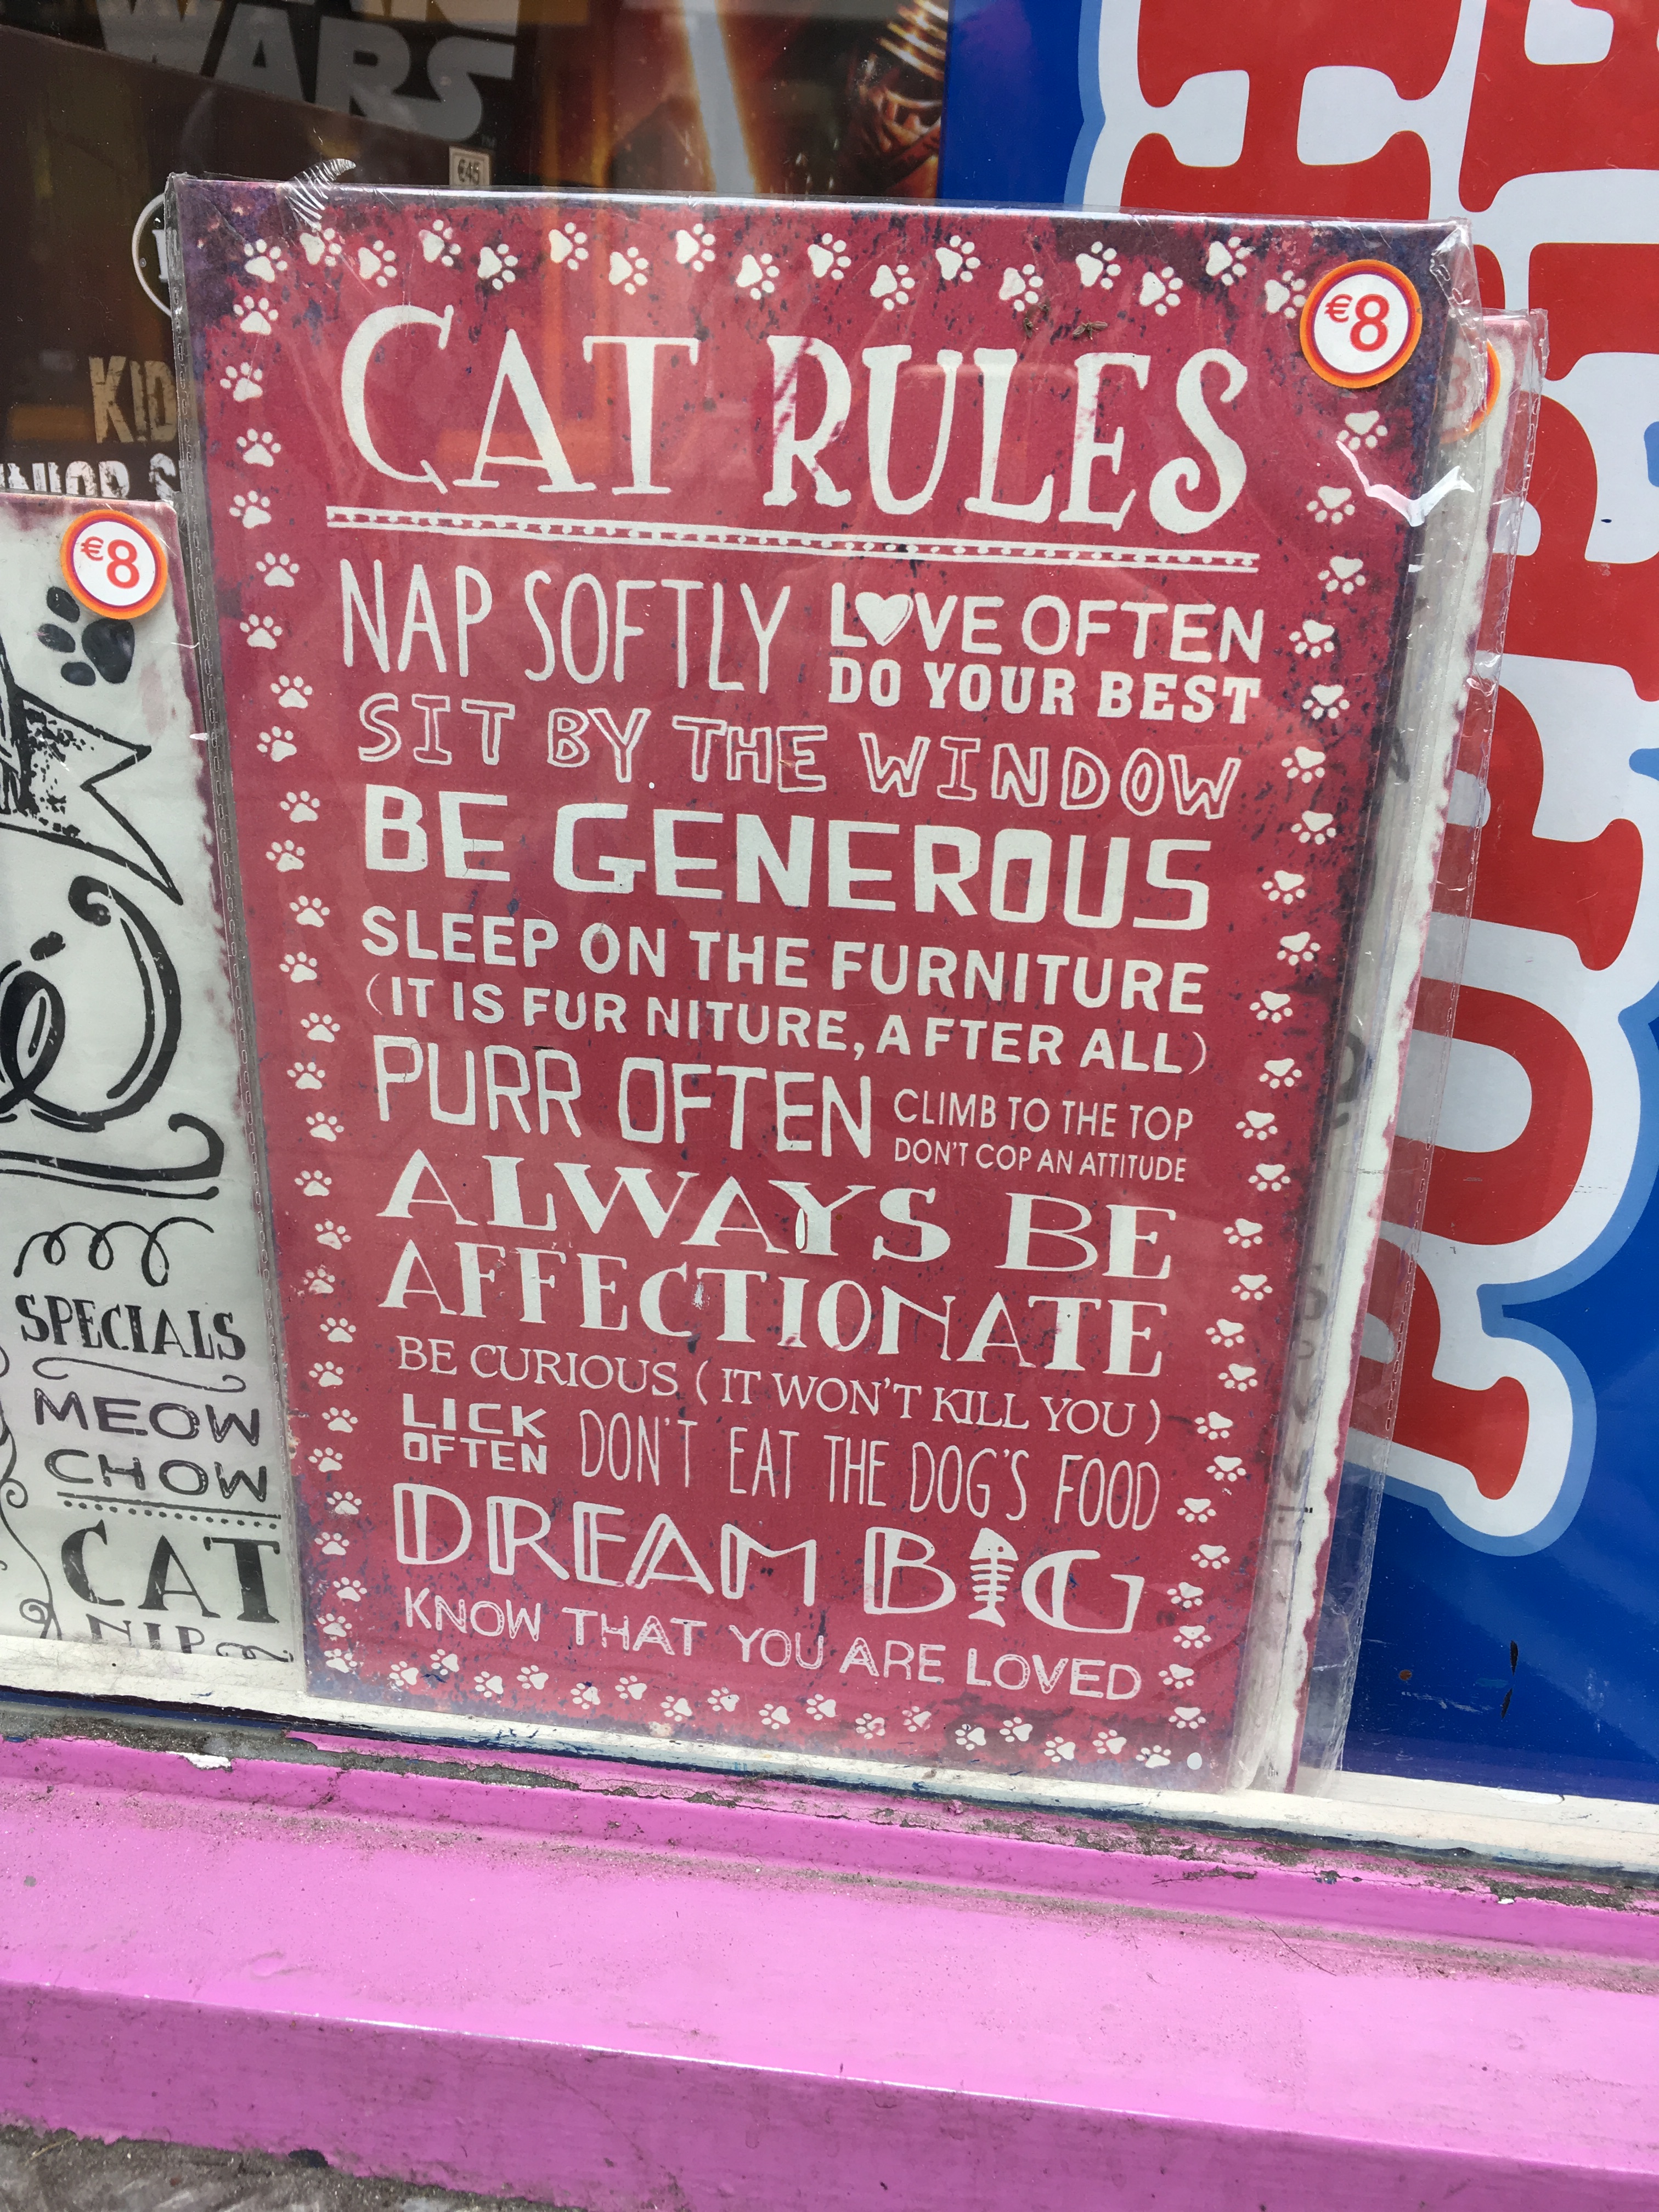 WARS
€45
KID
€8
CAT RULES
NAP SOFTLY LOVE OFTEN
DO YOUR BEST
SIT BY THE WINDOW
BE GENEROUS
SLEEP ON THE FURNITURE
(IT IS FUR NITURE, AFTER ALL)
PURR OFTEN CLIMB TO THE TOP
DON'T COP AN ATTITUDE
ALWAYS BE
AFFECTIONATE
BE CURIOUS (IT WON'T KILL YOU)
LICK
OFTEN DON'T EAT THE DOG'S FOOD
DREAM BIG
KNOW THAT YOU ARE LOVED
€8
SPECIALS
MEOW
CHOW
CAT
NIP